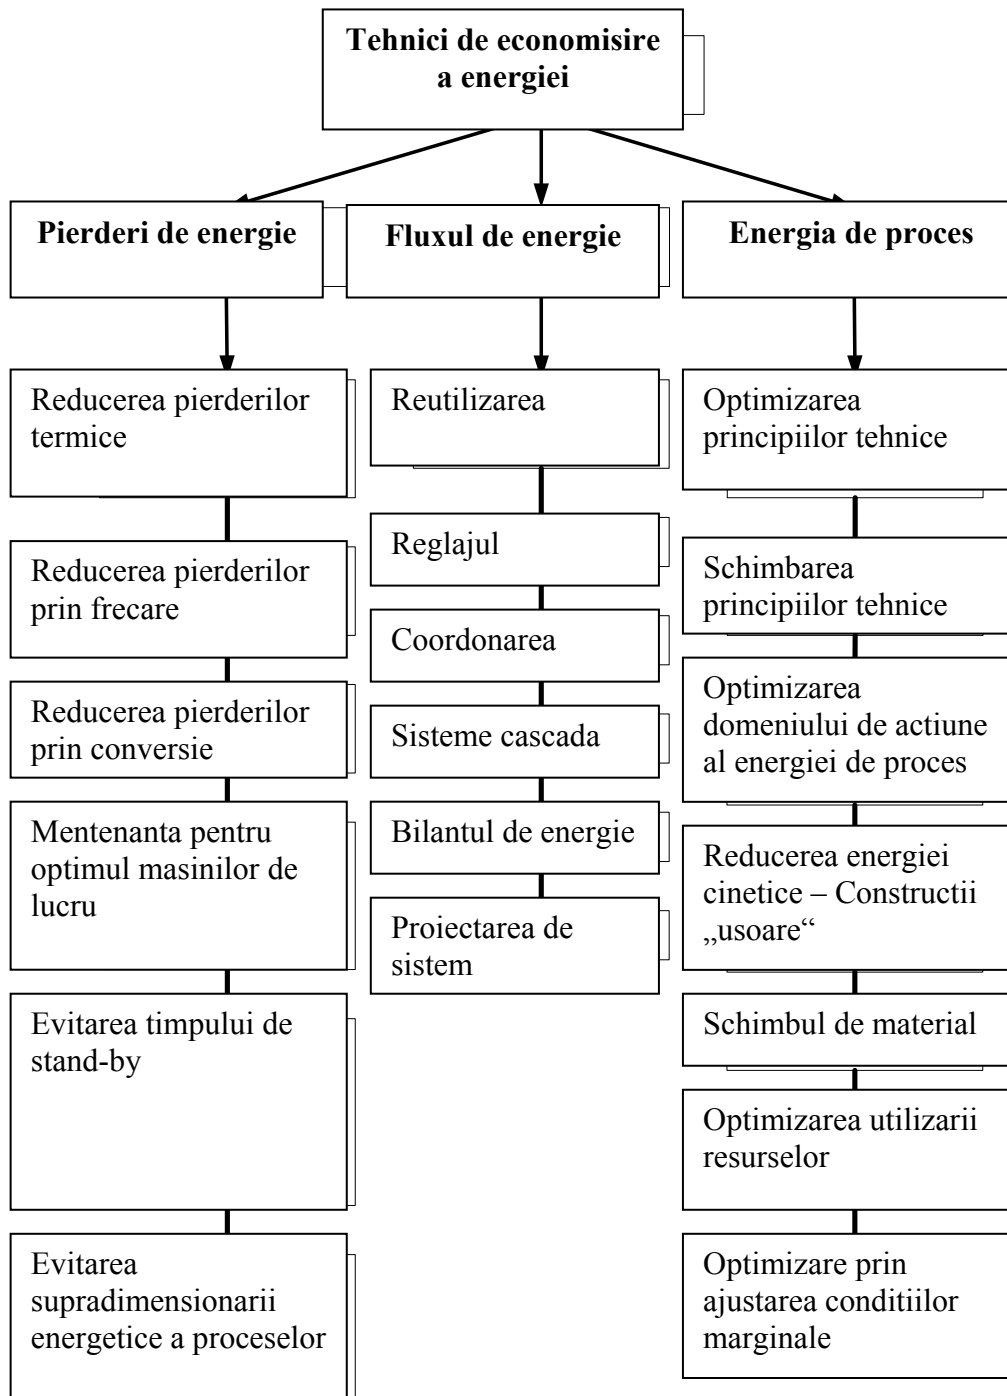 Tehnici de economisire
a energiei
Pierderi de energie
Fluxul de energie
Energia de proces
Reducerea pierderilor
termice
Reducerea pierderilor
prin frecare
Reducerea pierderilor
prin conversie
Mentenanta pentru
optimul masinilor de
lucru
Evitarea timpului de
stand-by
Evitarea
supradimensionarii
energetice a proceselor
Reutilizarea
Reglajul
Coordonarea
Sisteme cascada
Bilantul de energie
Proiectarea de
sistem
Optimizarea
principiilor tehnice
Schimbarea
principiilor tehnice
Optimizarea
domeniului de actiune
al energiei de proces
Reducerea energiei
cinetice – Constructii
„usoare“
Schimbul de material
Optimizarea utilizarii
resurselor
Optimizare prin
ajustarea conditiilor
marginale